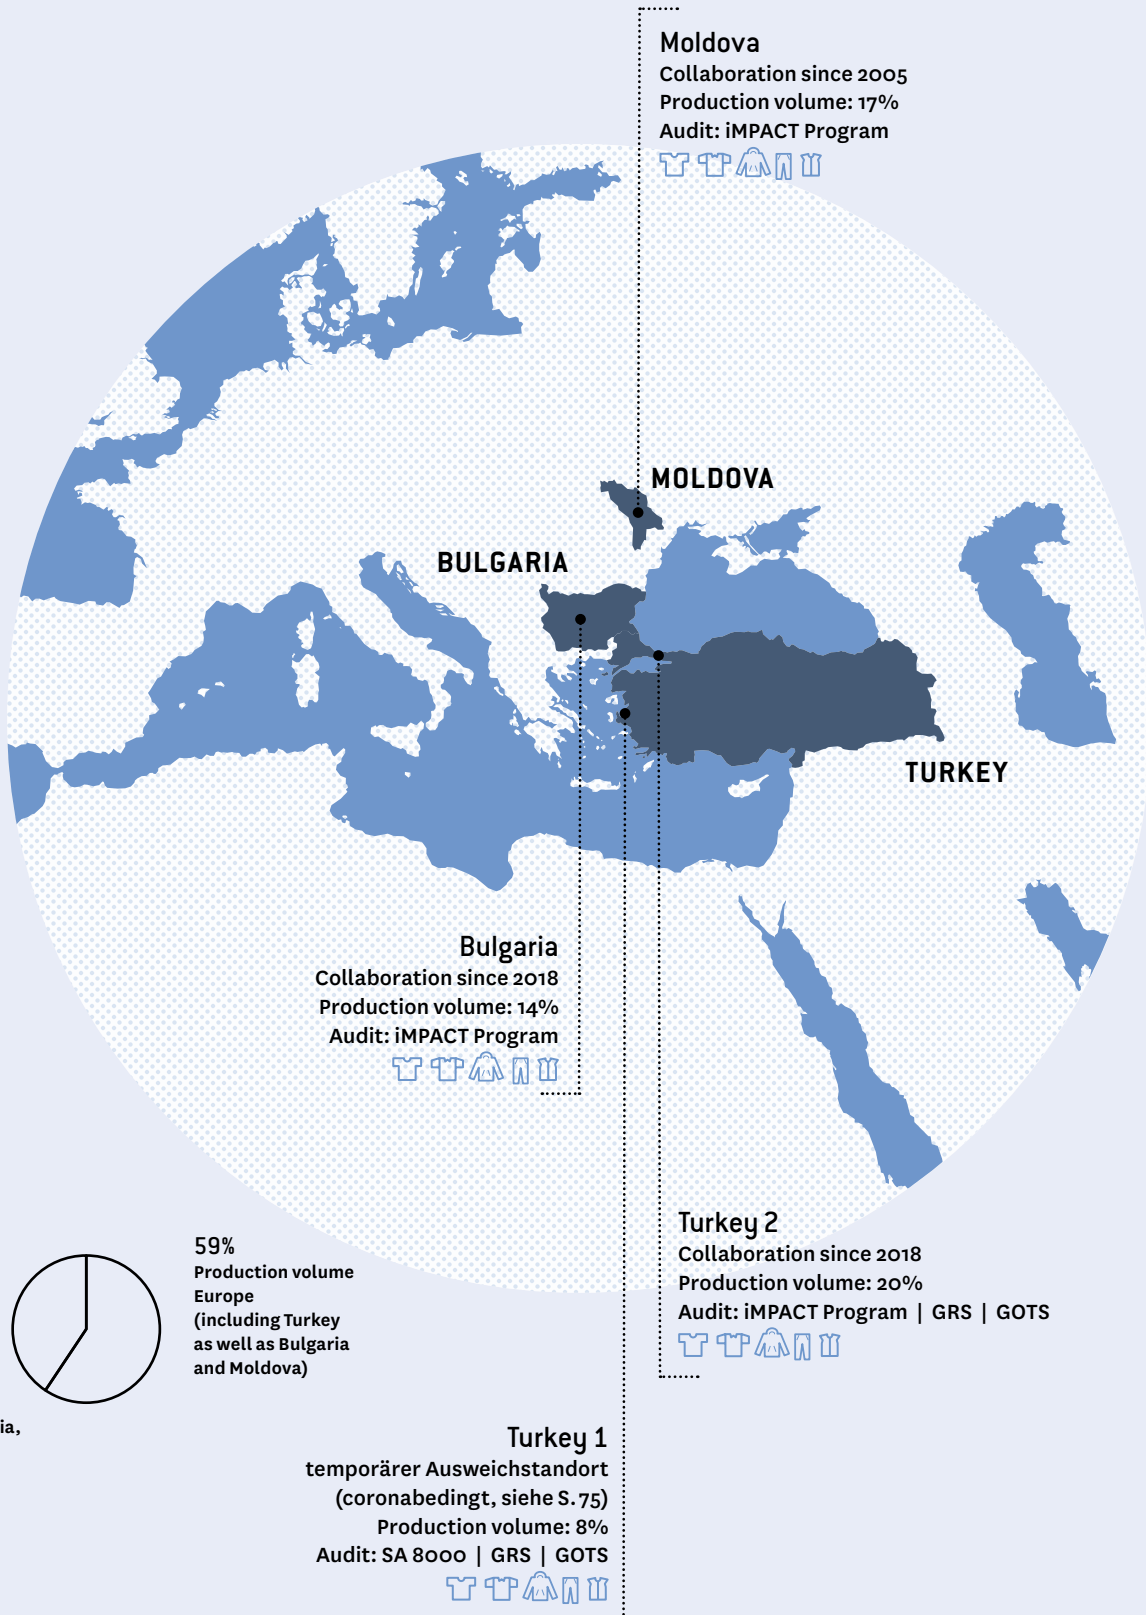 Moldova
Collaboration since 2005
Production volume: 17%
Audit: iMPACT Program
MOLDOVA
BULGARIA
TURKEY
Bulgaria
Collaboration since 2018
Production volume: 14%
Audit: iMPACT Program
Turkey 2
Collaboration since 2018
Production volume: 20%
Audit: iMPACT Program | GRS | GOTS
59%
Production volume
Europe
(including Turkey
as well as Bulgaria
and Moldova)
ia,
Turkey 1
temporärer Ausweichstandort
(coronabedingt, siehe S. 75)
Production volume: 8%
Audit: SA 8000 | GRS | GOTS